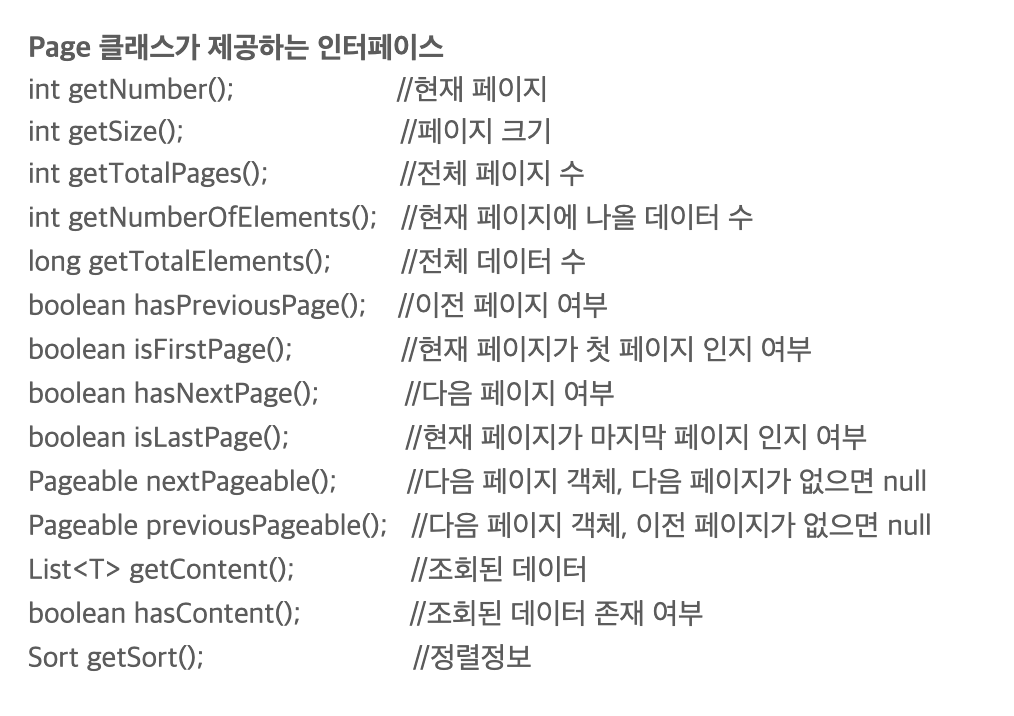 Page 클래스가 제공하는 인터페이스
int getNumber(); //현재 페이지
int getSize(); //페이지 크기
int getTotalPages(); //전체 페이지 수
int getNumberOfElements(); //현재 페이지에 나올 데이터 수
long getTotalElements(); //전체 데이터 수
boolean hasPreviousPage(); //이전 페이지 여부
boolean isFirstPage(); //현재 페이지가 첫 페이지 인지 여부
boolean hasNextPage(); //다음 페이지 여부
boolean isLastPage(); //현재 페이지가 마지막 페이지 인지 여부
Pageable nextPageable(); //다음 페이지 객체, 다음 페이지가 없으면 null
Pageable previousPageable(); //다음 페이지 객체, 이전 페이지가 없으면 null
List<T> getContent(); //조회된 데이터
boolean hasContent(); //조회된 데이터 존재 여부
Sort getSort(); //정렬정보